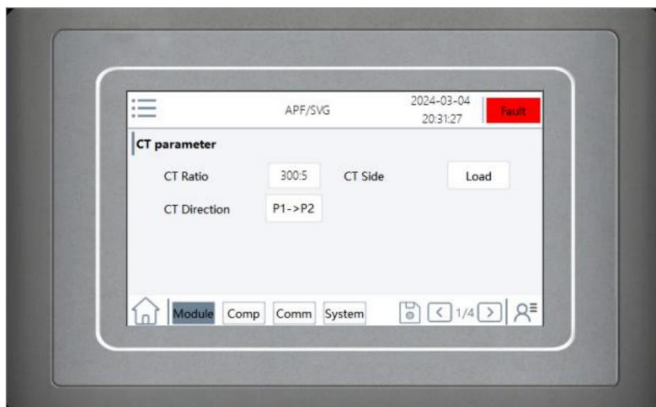 APF/SVG
2024-03-04
20:31:27
Fault
CT parameter
CT Ratio 300:5 CT Side Load
CT Direction P1->P2
Module Comp Comm System 1/4